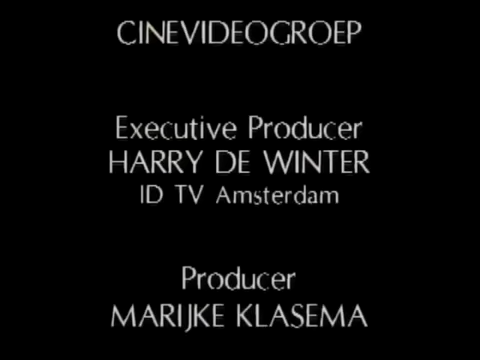 CINEVIDEOGROEP
Executive Producer
HARRY DE WINTER
ID TV Amsterdam
Producer
MARIJKE KLASEMA